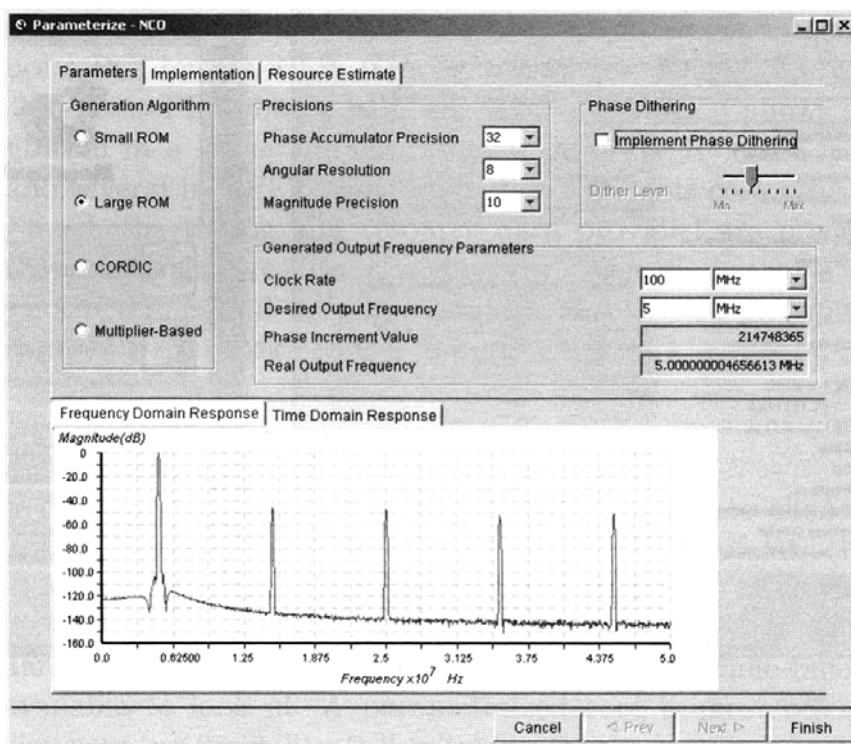 Parameterize - NCO
Parameters Implementation Resource Estimate
Generation Algorithm
Small ROM
Large ROM
CORDIC
Multiplier-Based
Precisions
Phase Accumulator Precision 32
Angular Resolution 8
Magnitude Precision 10
Phase Dithering
Implement Phase Dithering
Dither Level
Min Max
Generated Output Frequency Parameters
Clock Rate 100 MHz
Desired Output Frequency 5 MHz
Phase Increment Value 214748365
Real Output Frequency 5.000000004656613 MHz
Frequency Domain Response Time Domain Response
Magnitude(dB)
0
-20.0
-40.0
-60.0
-80.0
-100.0
-120.0
-140.0
-160.0
0.0 0.62500 1.25 1.875 2.5 3.125 3.75 4.375 5.0
Frequency x10^7 Hz
Cancel < Prev Next > Finish